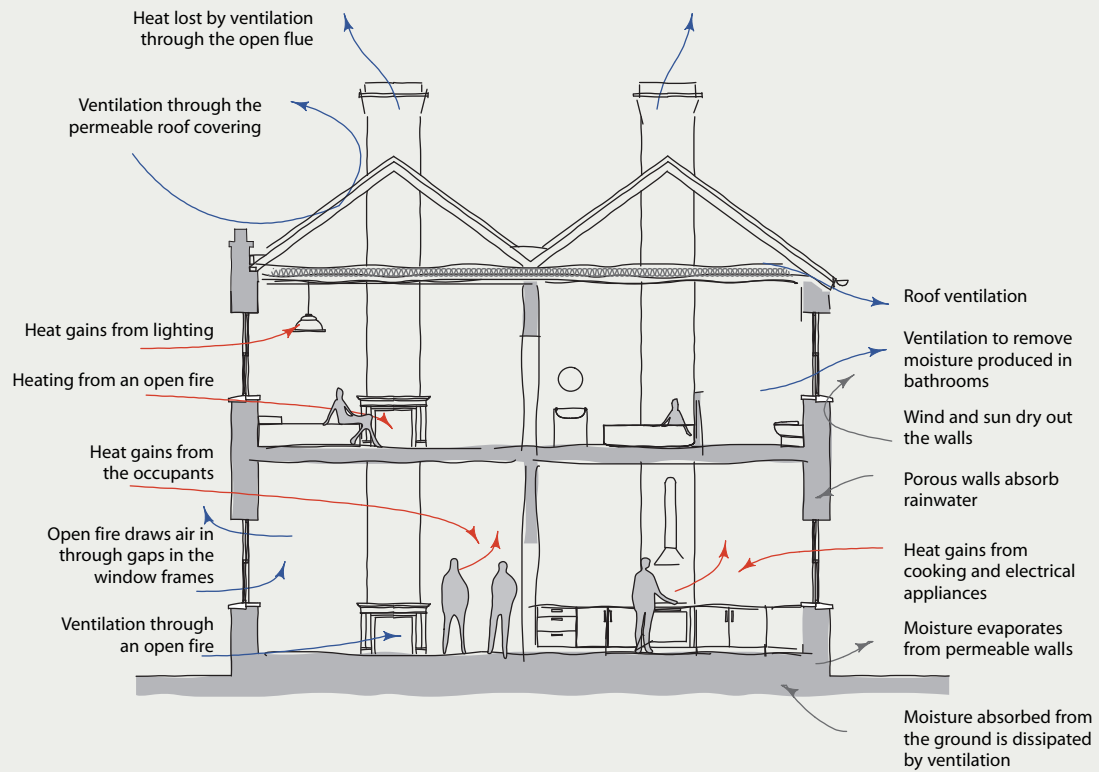 Heat lost by ventilation
through the open flue
Ventilation through the
permeable roof covering
Heat gains from lighting
Heating from an open fire
Heat gains from
the occupants
Open fire draws air in
through gaps in the
window frames
Ventilation through
an open fire
Roof ventilation
Ventilation to remove
moisture produced in
bathrooms
Wind and sun dry out
the walls
Porous walls absorb
rainwater
Heat gains from
cooking and electrical
appliances
Moisture evaporates
from permeable walls
Moisture absorbed from
the ground is dissipated
by ventilation